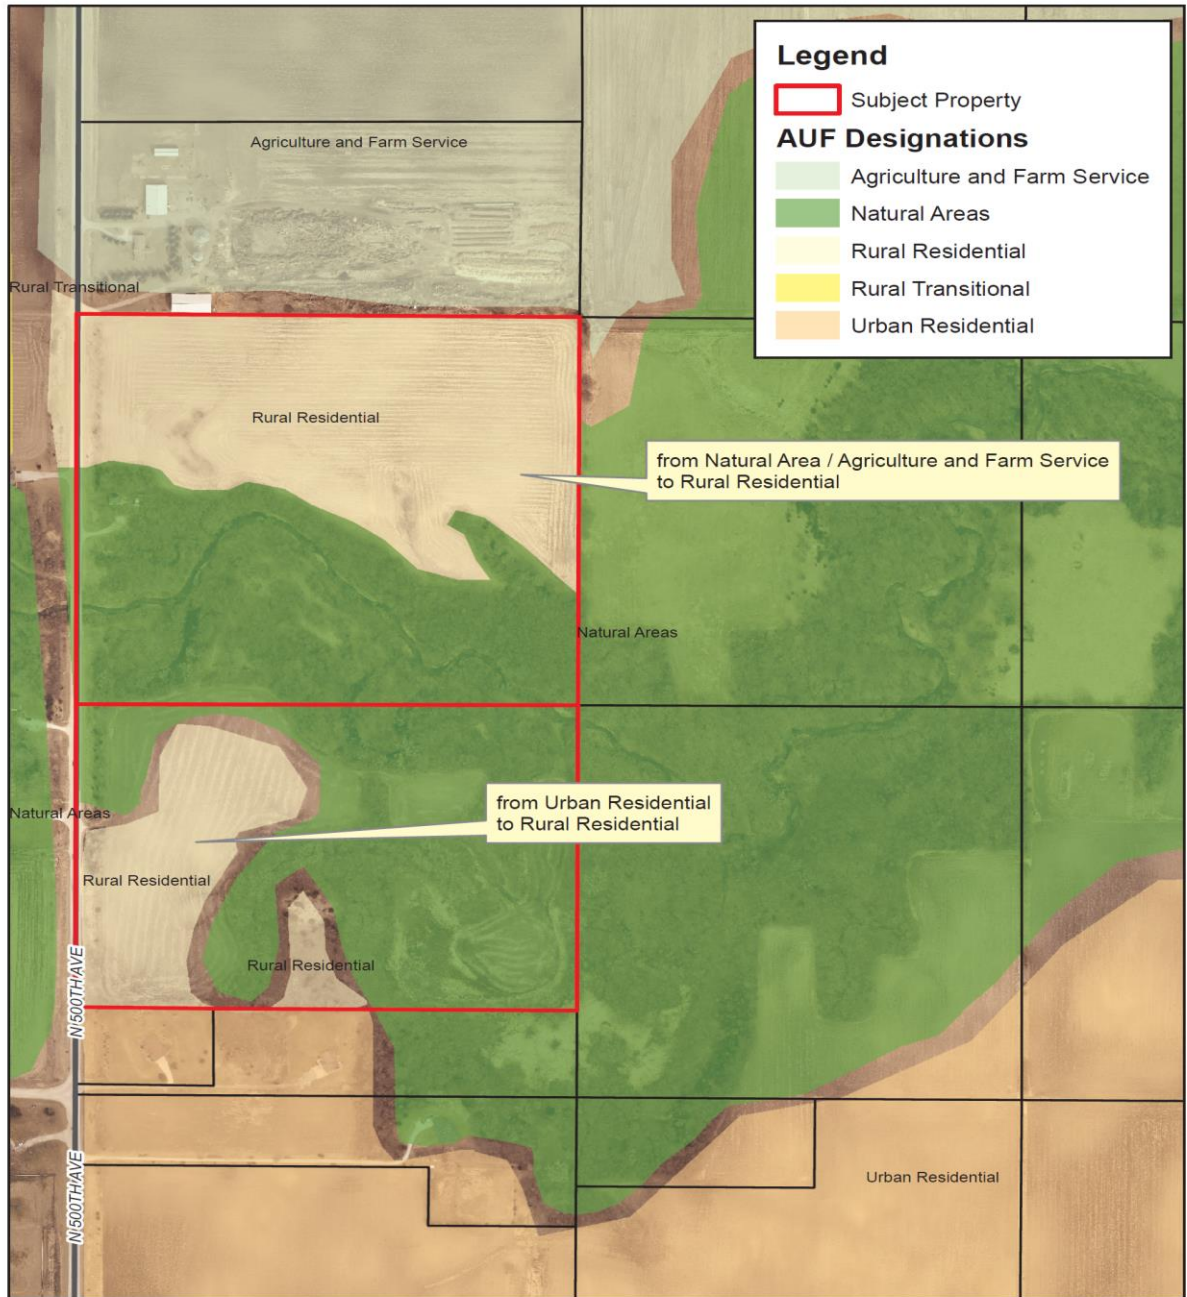 Legend
Subject Property
AUF Designations
Agriculture and Farm Service
Natural Areas
Rural Residential
Rural Transitional
Urban Residential
Agriculture and Farm Service
Rural Transitional
Rural Residential
from Natural Area / Agriculture and Farm Service
to Rural Residential
Natural Areas
from Urban Residential
to Rural Residential
Natural Areas
Rural Residential
Rural Residential
N 500TH AVE
N 500TH AVE
Urban Residential